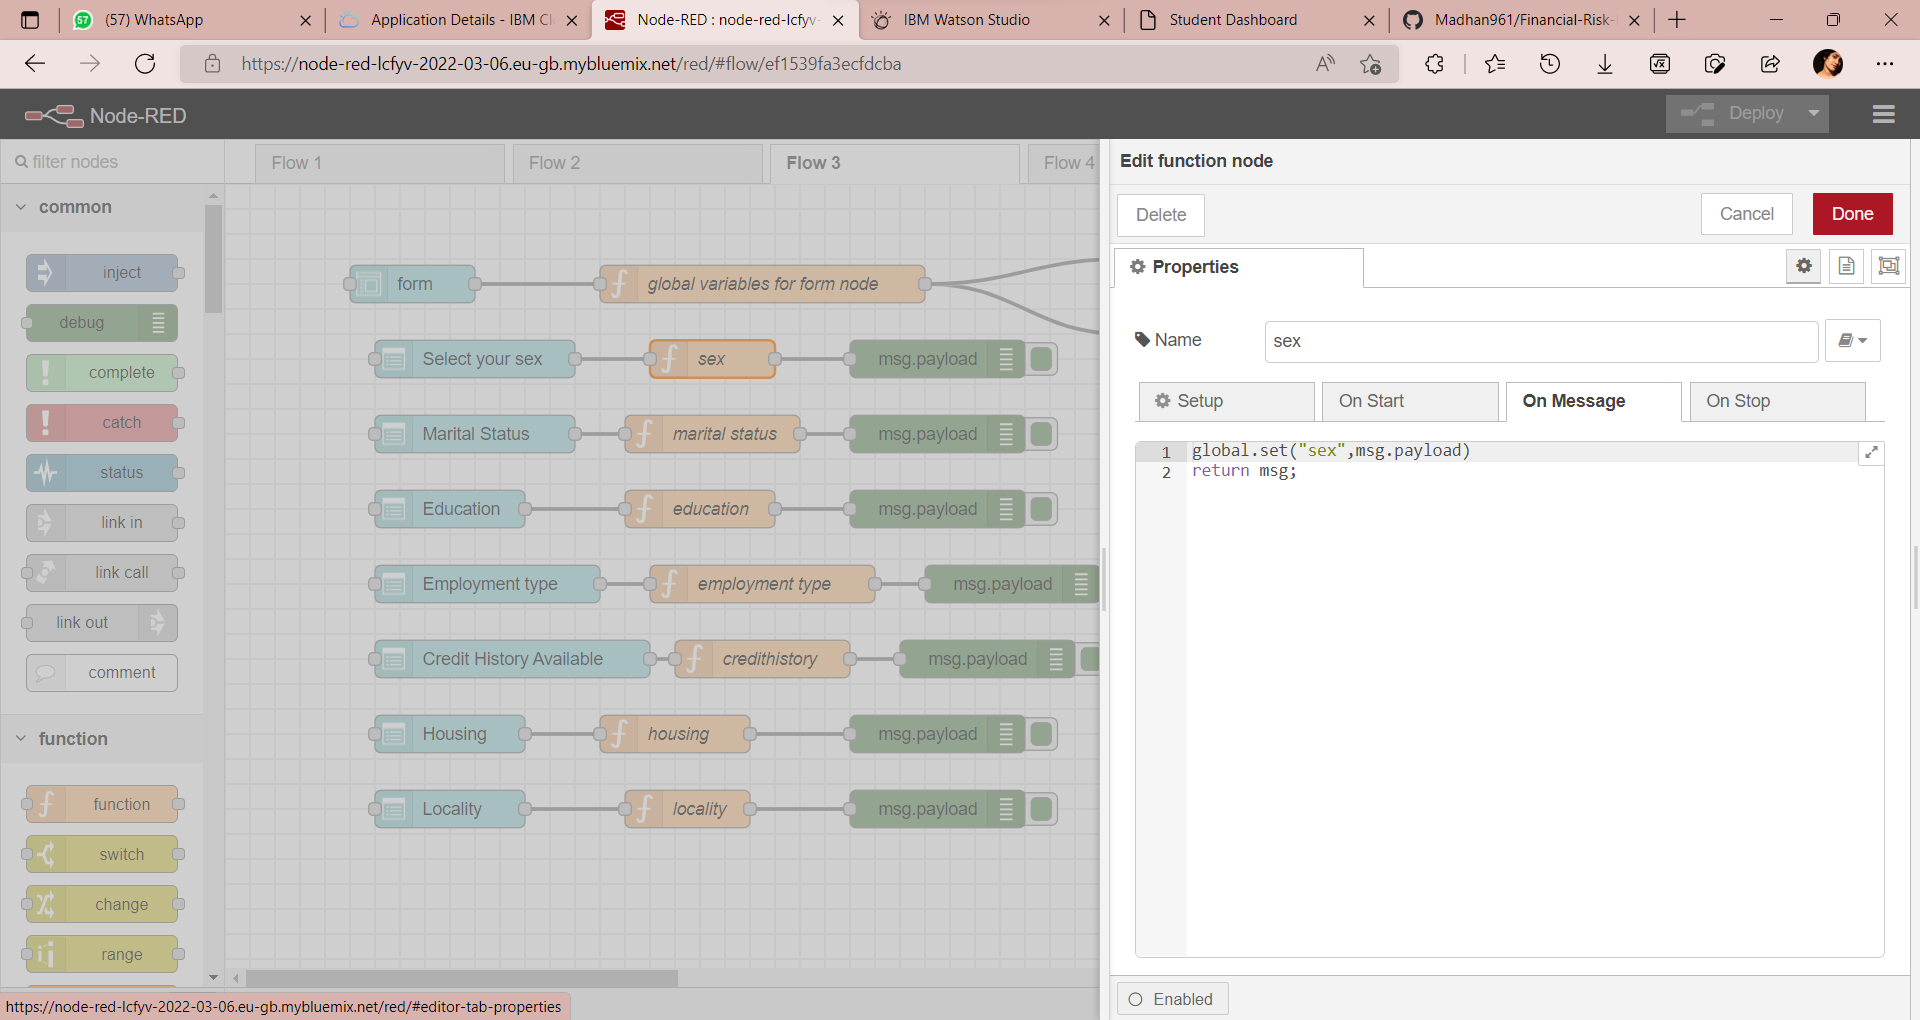 (57) WhatsApp
Application Details - IBM Cl
Node-RED : node-red-lcfyv-
IBM Watson Studio
Student Dashboard
Madhan961/Financial-Risk-
https://node-red-lcfyv-2022-03-06.eu-gb.mybluemix.net/red/#flow/ef1539fa3ecfdcba
Node-RED
Deploy
filter nodes
Flow 1
Flow 2
Flow 3
Flow 4
Edit function node
common
Delete
Cancel
Done
inject
debug
complete
catch
status
link in
link call
link out
comment
function
function
switch
change
range
form
global variables for form node
Select your sex
sex
msg.payload
Marital Status
marital status
msg.payload
Education
education
msg.payload
Employment type
employment type
msg.payload
Credit History Available
credithistory
msg.payload
Housing
housing
msg.payload
Locality
locality
msg.payload
Properties
Name
sex
Setup
On Start
On Message
On Stop
1 global.set("sex",msg.payload)
2 return msg;
Enabled
https://node-red-lcfyv-2022-03-06.eu-gb.mybluemix.net/red/#editor-tab-properties